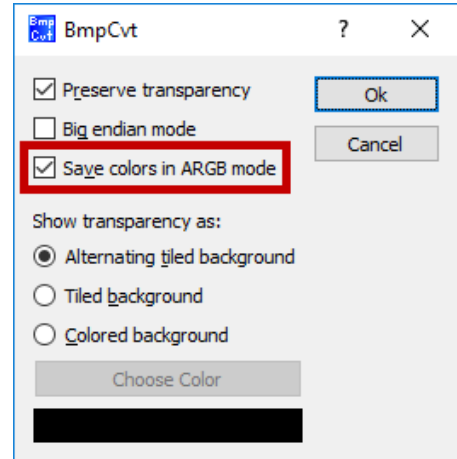 Bmp
Cvt
BmpCvt
?
Preserve transparency
Ok
Big endian mode
Cancel
Save colors in ARGB mode
Show transparency as:
Alternating tiled background
Tiled background
Colored background
Choose Color